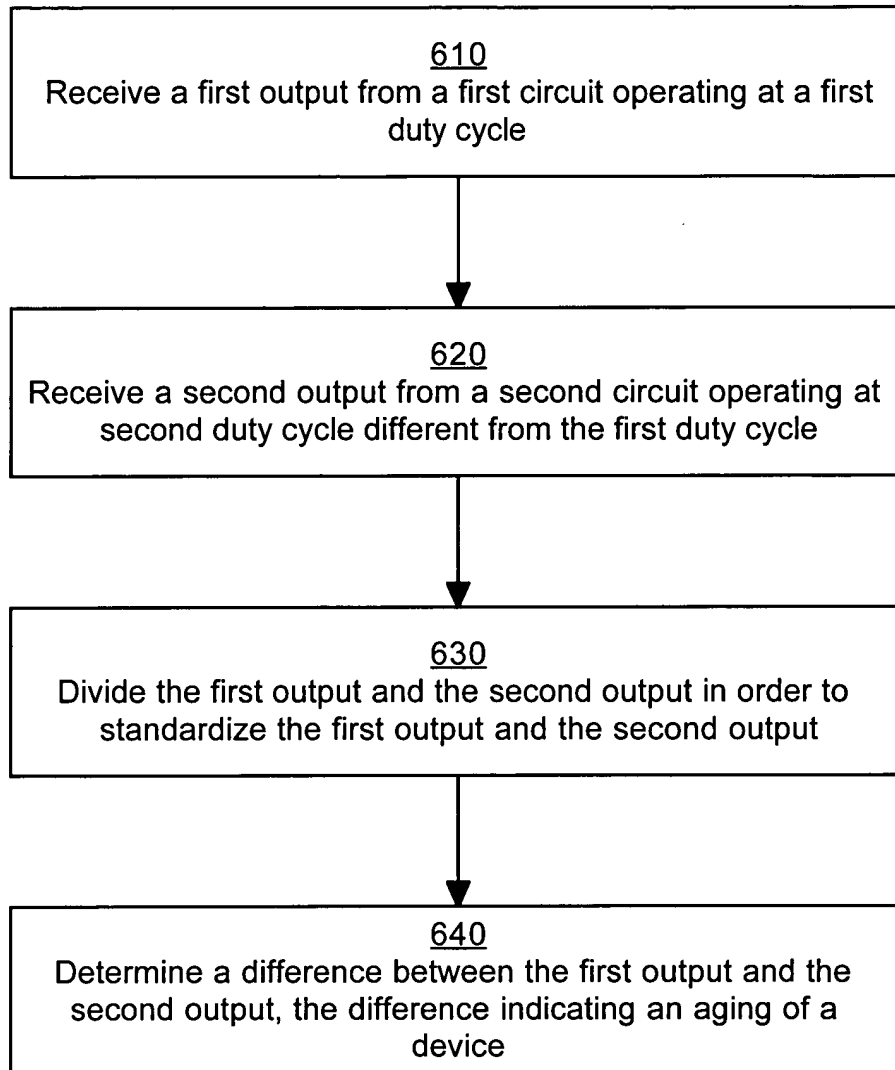 610
Receive a first output from a first circuit operating at a first
duty cycle
620
Receive a second output from a second circuit operating at
second duty cycle different from the first duty cycle
630
Divide the first output and the second output in order to
standardize the first output and the second output
640
Determine a difference between the first output and the
second output, the difference indicating an aging of a
device